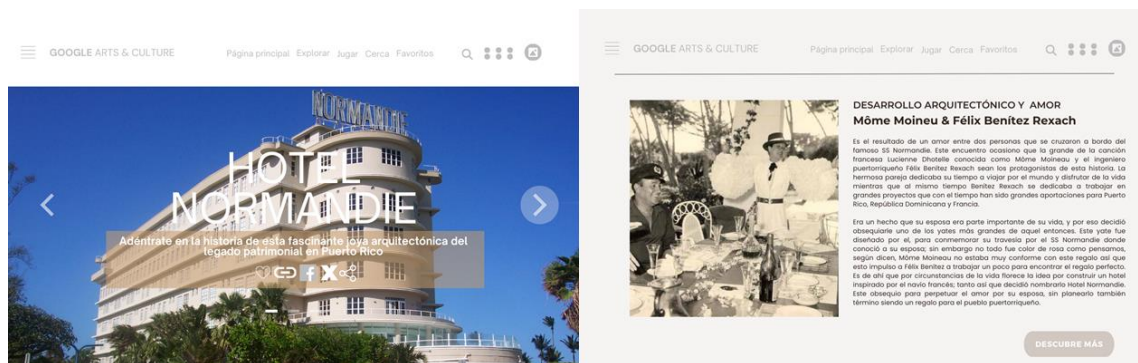 GOOGLE ARTS & CULTURE
Página principal Explorar Jugar Cerca Favoritos
NORMANDIE
HOTEL
NORMANDIE
Adéntrate en la historia de esta fascinante joya arquitectónica del
legado patrimonial en Puerto Rico
GOOGLE ARTS & CULTURE
Página principal Explorar Jugar Cerca Favoritos
DESARROLLO ARQUITECTÓNICO Y AMOR
Môme Moineu & Félix Benítez Rexach
Es el resultado de un amor entre dos personas que se cruzaron a bordo del
famoso SS Normandie. Este encuentro ocasiono que la grande de la canción
francesa Lucienne Dhotelle conocida como Môme Moineau y el ingeniero
puertorriqueño Félix Benítez Rexach sean los protagonistas de esta historia. La
hermosa pareja dedicaba su tiempo a viajar por el mundo y disfrutar de la vida
mientras que al mismo tiempo Benítez Rexach se dedicaba a trabajar en
grandes proyectos que con el tiempo han sido grandes aportaciones para Puerto
Rico, República Dominicana y Francia.
Era un hecho que su esposa era parte importante de su vida, y por eso decidió
obsequiarle uno de los yates más grandes de aquel entonces. Este yate fue
diseñado por el, para conmemorar su travesía por el SS Normandie donde
conoció a su esposa; sin embargo no todo fue color de rosa como pensamos,
según dicen, Môme Moineau no estaba muy conforme con este regalo así que
esto impulso a Félix Benítez a trabajar un poco para encontrar el regalo perfecto.
Es de ahí que por circunstancias de la vida florece la idea por construir un hotel
inspirado por el navío francés; tanto así que decidió nombrarlo Hotel Normandie.
Este obsequio para perpetuar el amor por su esposa, sin planearlo también
término siendo un regalo para el pueblo puertorriqueño.
DESCUBRE MÁS